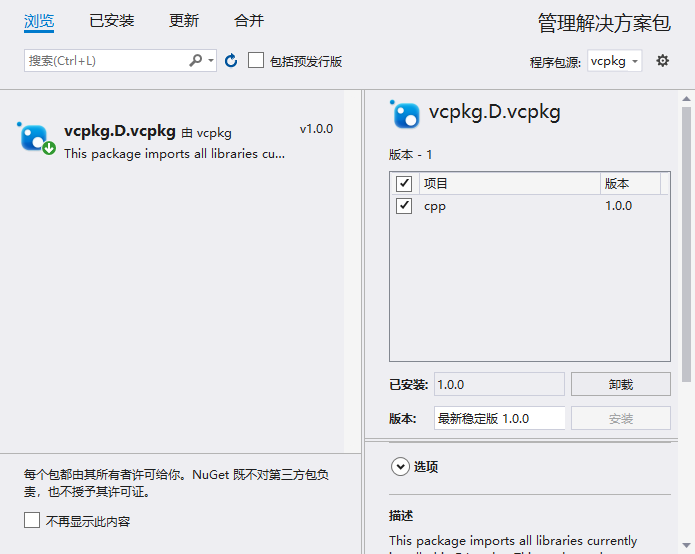 浏览 已安装 更新 合并 管理解决方案包
搜索(Ctrl+L) 包括预发行版 程序包源: vcpkg
vcpkg.D.vcpkg 由 vcpkg v1.0.0
This package imports all libraries cu...
vcpkg.D.vcpkg
版本 - 1
项目 版本
cpp 1.0.0
已安装: 1.0.0 卸载
版本: 最新稳定版 1.0.0 安装
选项
描述
This package imports all libraries currently
每个包都由其所有者许可给你。NuGet 既不对第三方包负
责，也不授予其许可证。
不再显示此内容